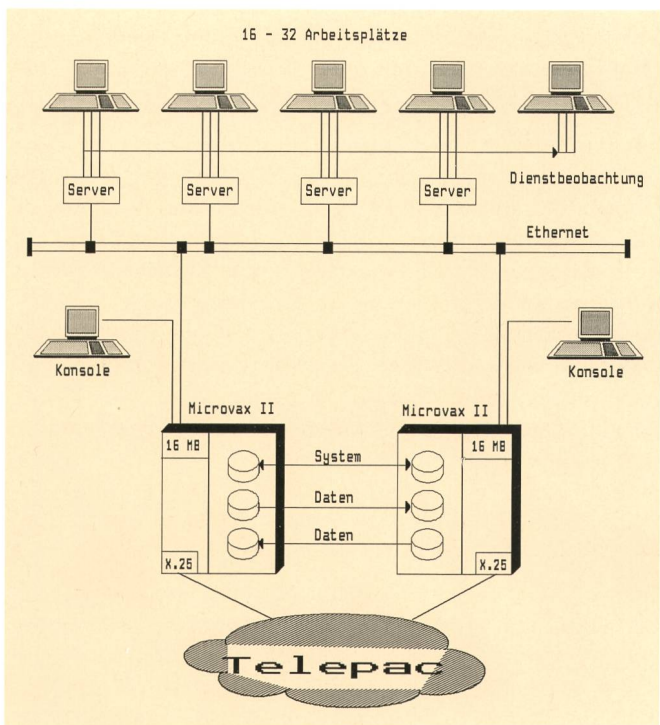 16 - 32 Arbeitsplätze
Server
Server
Server
Server
Dienstbeobachtung
Ethernet
Konsole
Konsole
Microvax II
Microvax II
16 MB
System
16 MB
Daten
Daten
X.25
X.25
Telepac